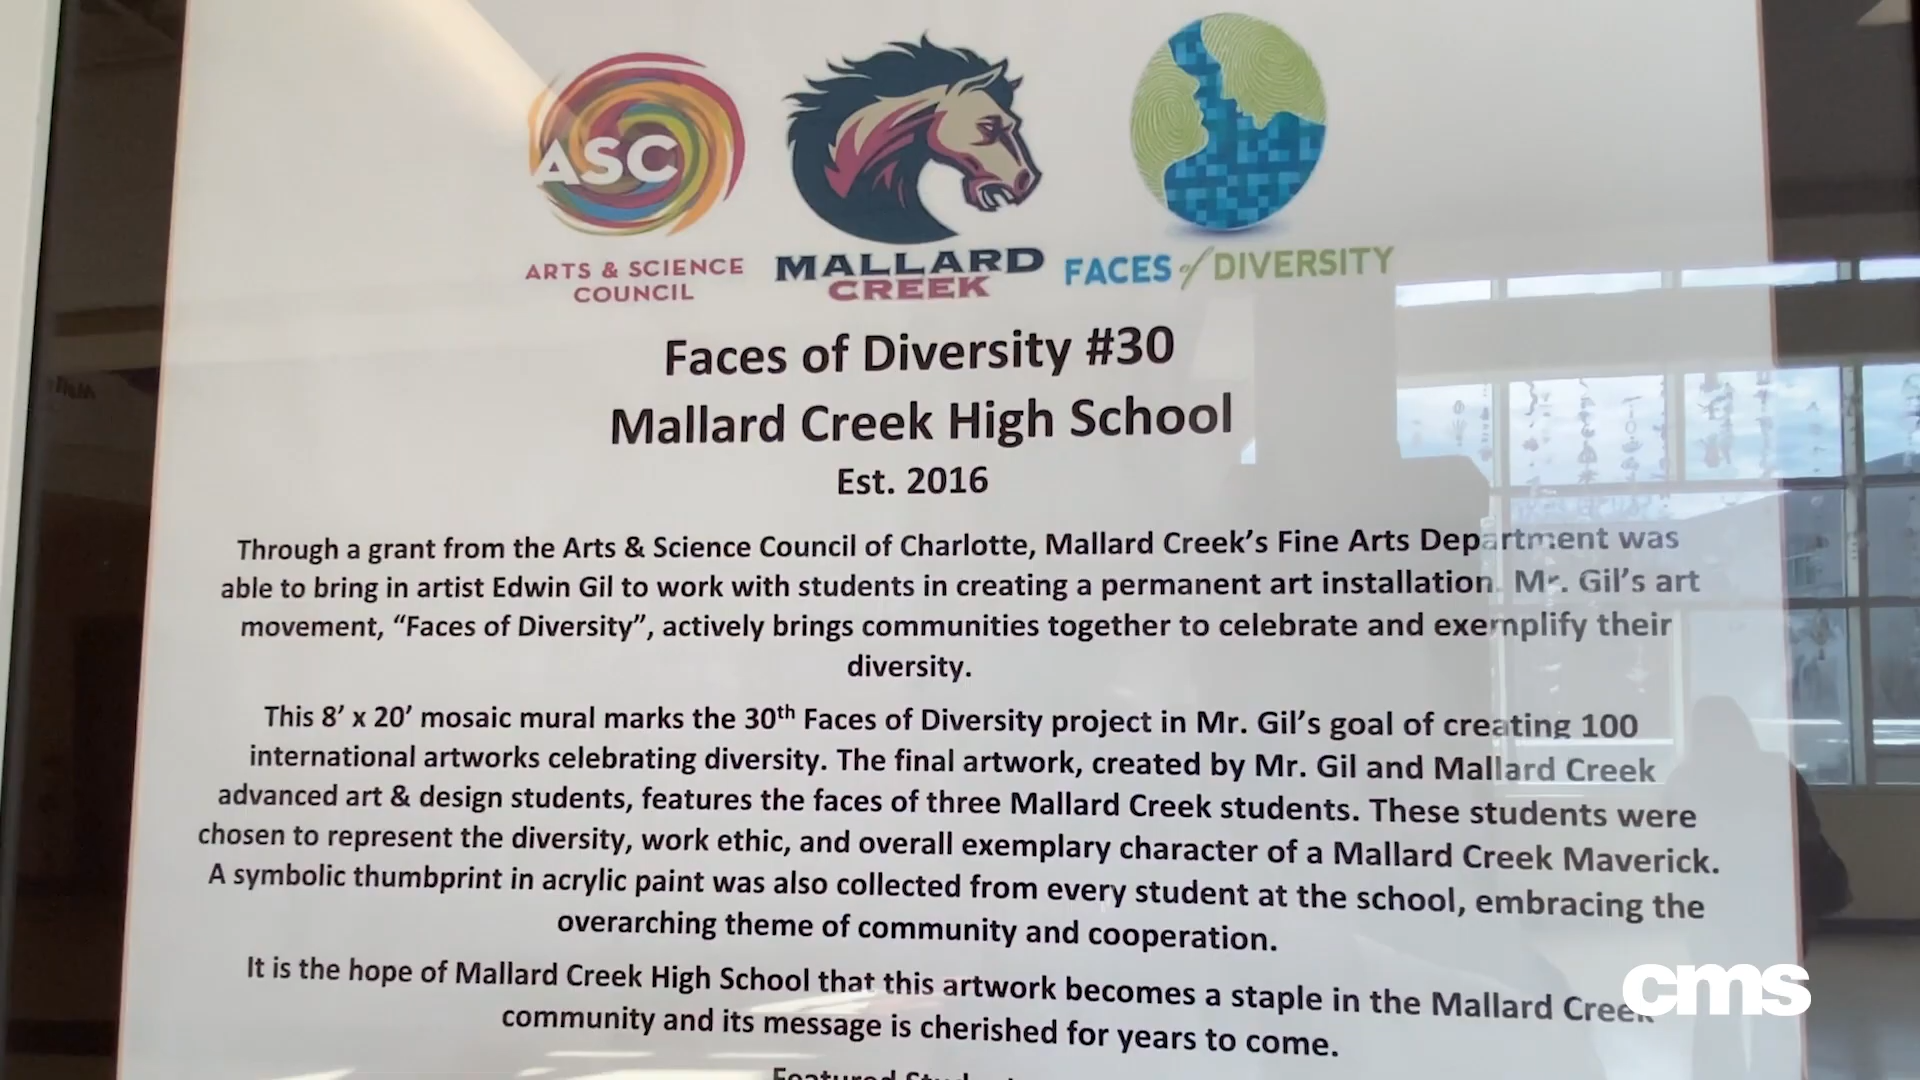 ASC
ARTS & SCIENCE
COUNCIL
MALLARD
CREEK
FACES of DIVERSITY
Faces of Diversity #30
Mallard Creek High School
Est. 2016
Through a grant from the Arts & Science Council of Charlotte, Mallard Creek’s Fine Arts Department was
able to bring in artist Edwin Gil to work with students in creating a permanent art installation. Mr. Gil’s art
movement, “Faces of Diversity”, actively brings communities together to celebrate and exemplify their
diversity.
This 8’ x 20’ mosaic mural marks the 30th Faces of Diversity project in Mr. Gil’s goal of creating 100
international artworks celebrating diversity. The final artwork, created by Mr. Gil and Mallard Creek
advanced art & design students, features the faces of three Mallard Creek students. These students were
chosen to represent the diversity, work ethic, and overall exemplary character of a Mallard Creek Maverick.
A symbolic thumbprint in acrylic paint was also collected from every student at the school, embracing the
overarching theme of community and cooperation.
It is the hope of Mallard Creek High School that this artwork becomes a staple in the Mallard Creek
community and its message is cherished for years to come.
cms